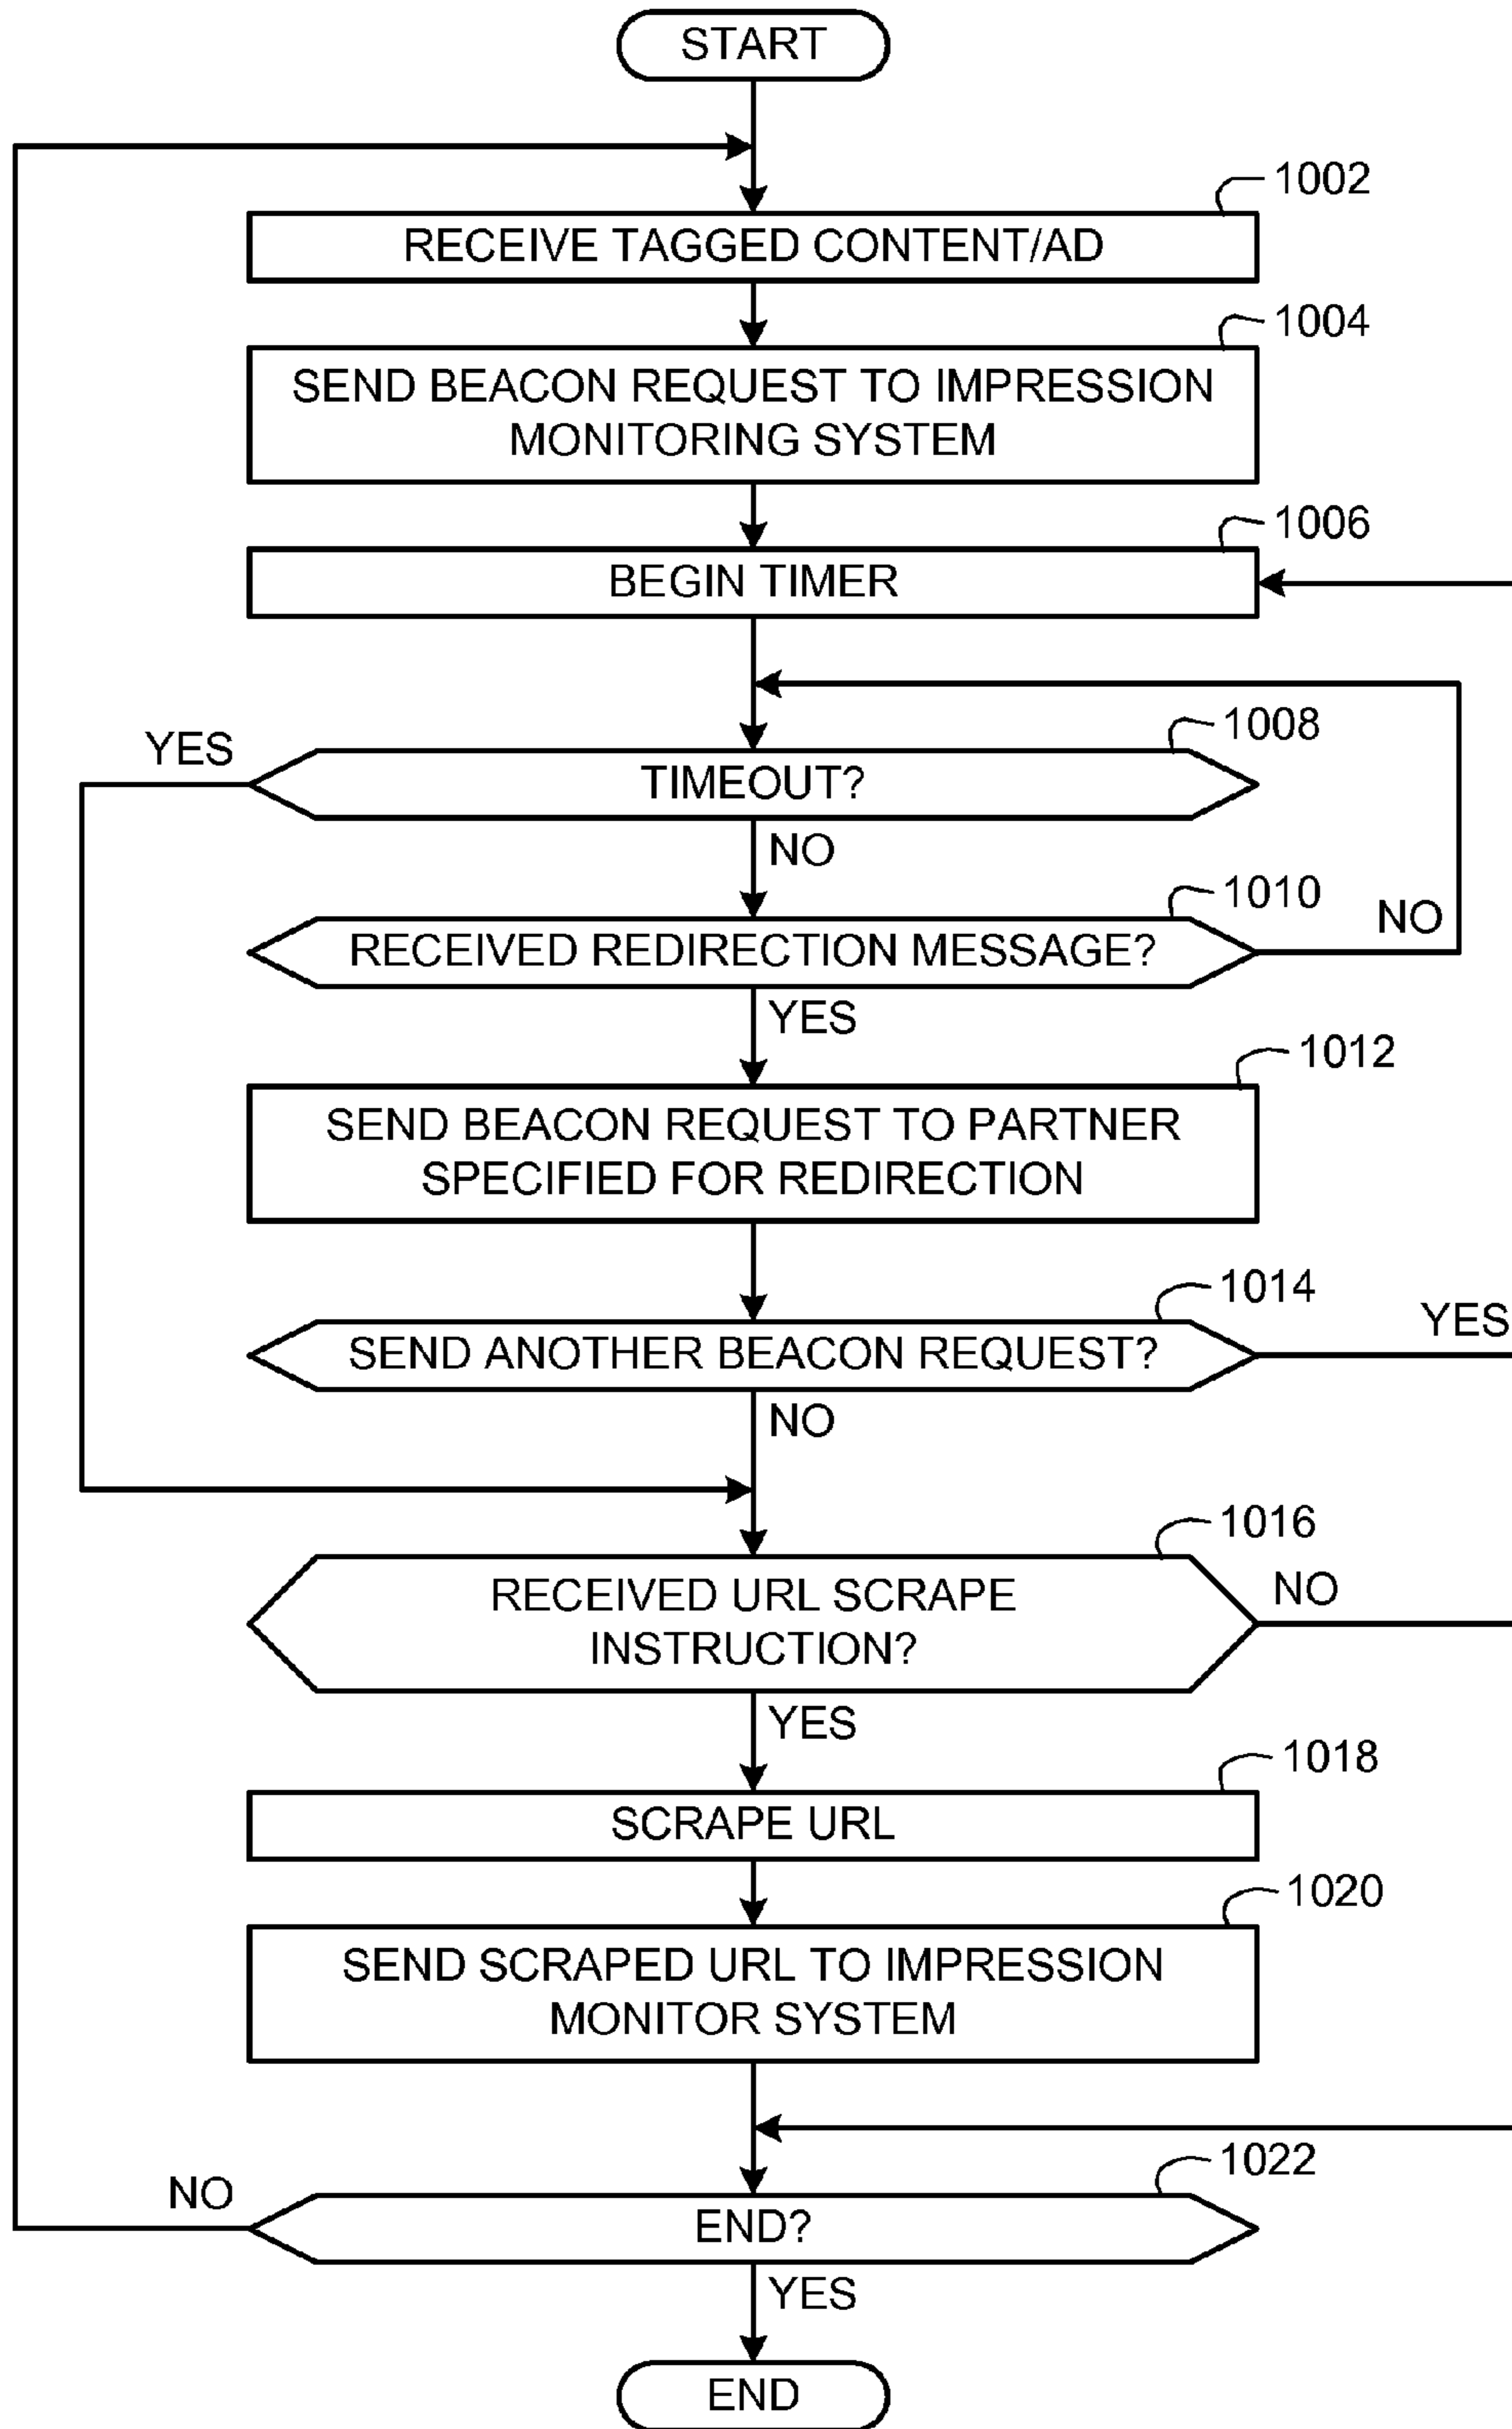 START
1002
RECEIVE TAGGED CONTENT/AD
1004
SEND BEACON REQUEST TO IMPRESSION
MONITORING SYSTEM
1006
BEGIN TIMER
1008
YES
TIMEOUT?
NO
1010
NO
RECEIVED REDIRECTION MESSAGE?
YES
1012
SEND BEACON REQUEST TO PARTNER
SPECIFIED FOR REDIRECTION
1014
YES
SEND ANOTHER BEACON REQUEST?
NO
1016
NO
RECEIVED URL SCRAPE
INSTRUCTION?
YES
1018
SCRAPE URL
1020
SEND SCRAPED URL TO IMPRESSION
MONITOR SYSTEM
1022
NO
END?
YES
END